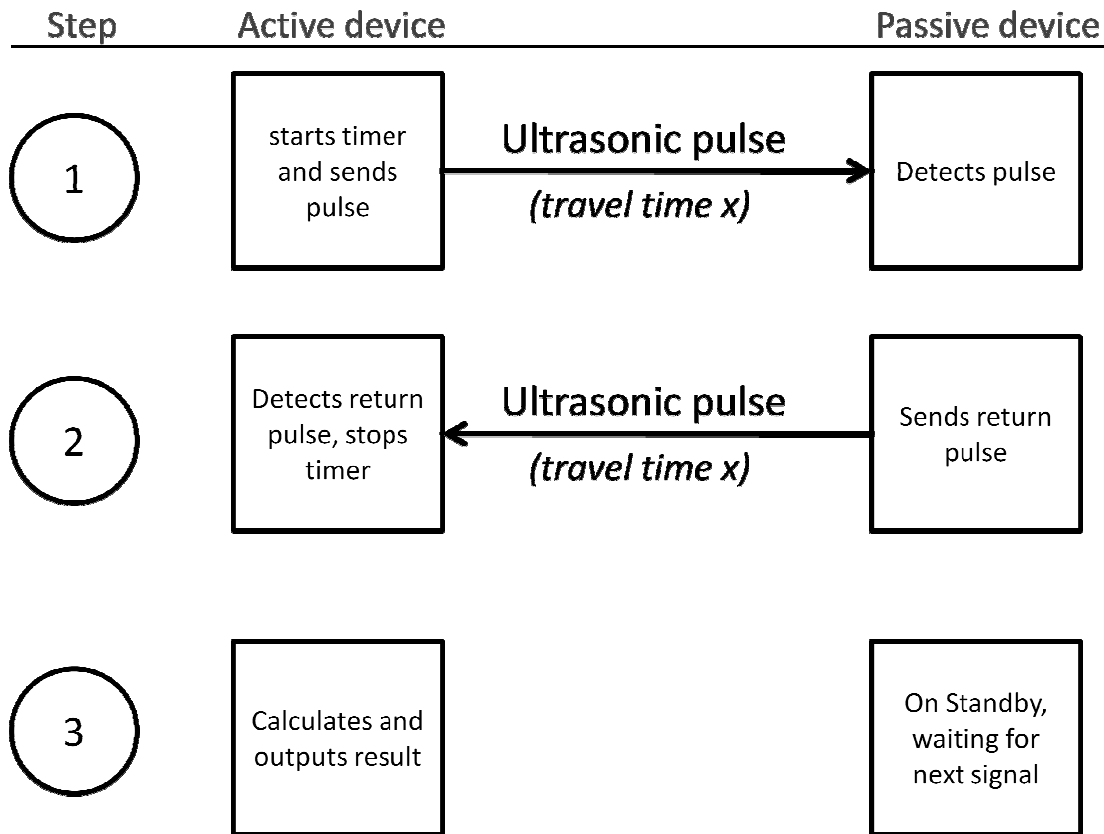 Step Active device Passive device
1
starts timer
and sends
pulse
Ultrasonic pulse
(travel time x)
Detects pulse
2
Detects return
pulse, stops
timer
Ultrasonic pulse
(travel time x)
Sends return
pulse
3
Calculates and
outputs result
On Standby,
waiting for
next signal